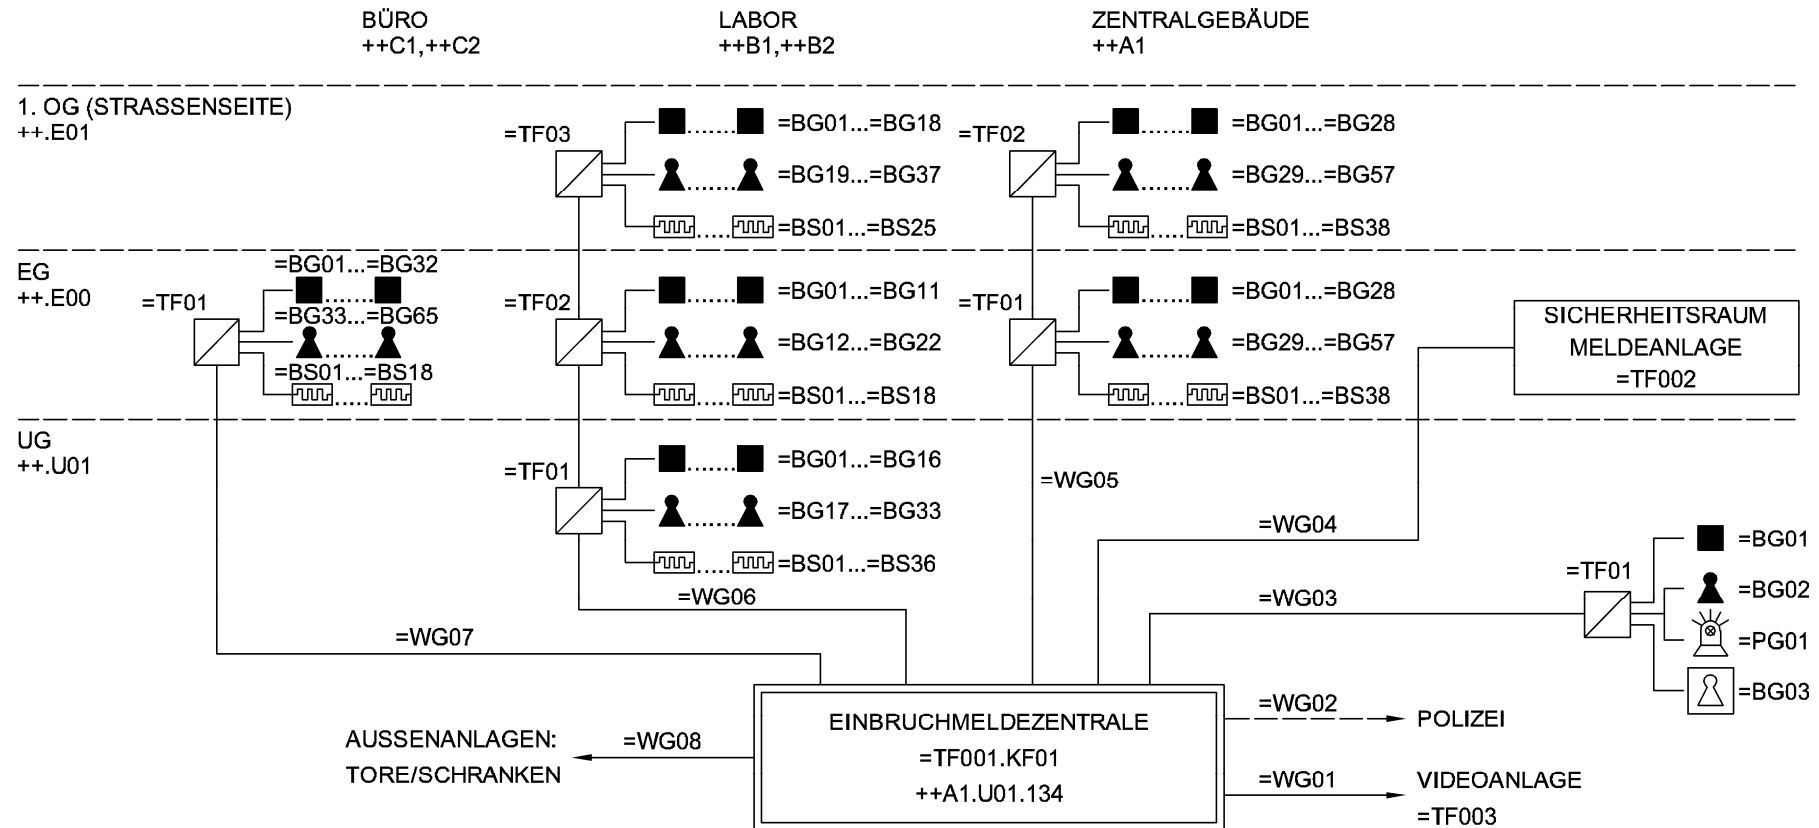 BÜRO
++C1,++C2
LABOR
++B1,++B2
ZENTRALGEBÄUDE
++A1
1. OG (STRASSENSEITE)
++.E01
=TF03
=BG01...=BG18
=BG19...=BG37
=BS01...=BS25
=TF02
=BG01...=BG28
=BG29...=BG57
=BS01...=BS38
EG
++.E00
=TF01
=BG01...=BG32
=BG33...=BG65
=BS01...=BS18
=TF02
=BG01...=BG11
=BG12...=BG22
=BS01...=BS18
=TF01
=BG01...=BG28
=BG29...=BG57
=BS01...=BS38
SICHERHEITSRAUM
MELDEANLAGE
=TF002
UG
++.U01
=TF01
=BG01...=BG16
=BG17...=BG33
=BS01...=BS36
=WG05
=WG04
=WG03
=WG06
=WG07
=TF01
=BG01
=BG02
=PG01
=BG03
AUSSENANLAGEN:
TORE/SCHRANKEN
=WG08
EINBRUCHMELDEZENTRALE
=TF001.KF01
++A1.U01.134
=WG02
POLIZEI
=WG01
VIDEOANLAGE
=TF003